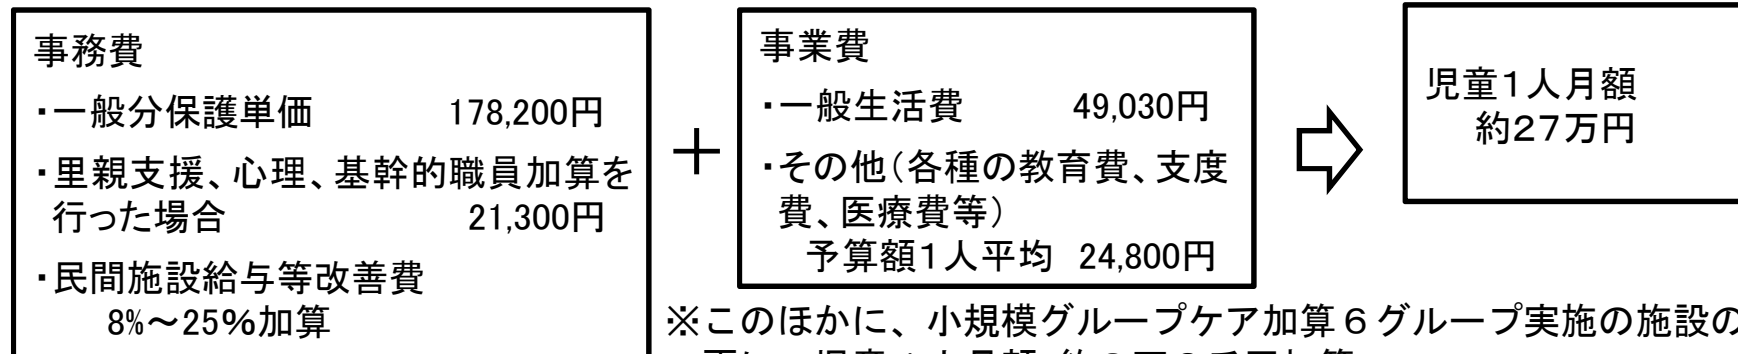 事務費
・一般分保護単価 178,200円
・里親支援、心理、基幹的職員加算を
行った場合 21,300円
・民間施設給与等改善費
8%～25%加算
＋
事業費
・一般生活費 49,030円
・その他（各種の教育費、支度
費、医療費等）
予算額１人平均 24,800円
児童１人月額
約２７万円
※このほかに、小規模グループケア加算６グループ実施の施設の